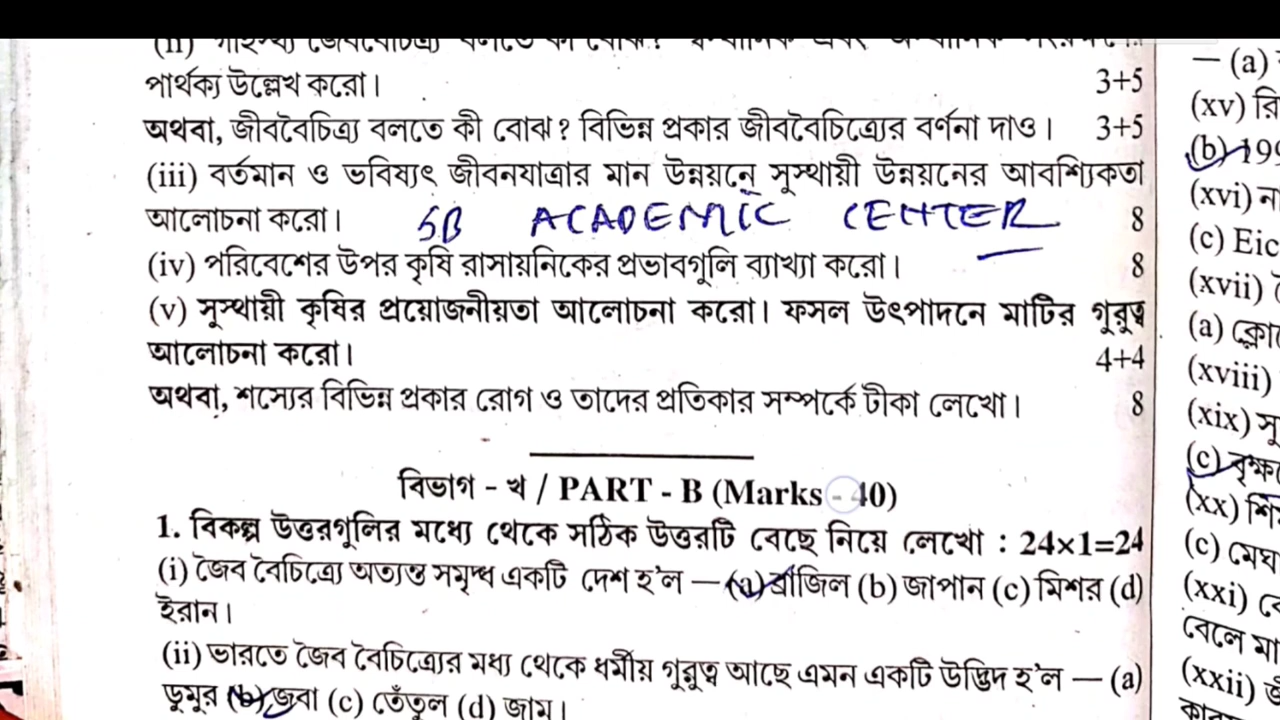 পার্থক্য উল্লেখ করো। 3+5
অথবা, জীববৈচিত্র্য বলতে কী বোঝ? বিভিন্ন প্রকার জীববৈচিত্র্যের বর্ণনা দাও। 3+5
(iii) বর্তমান ও ভবিষ্যৎ জীবনযাত্রার মান উন্নয়নে সুস্থায়ী উন্নয়নের আবশ্যিকতা
আলোচনা করো। SB ACADEMIC CENTER 8
(iv) পরিবেশের উপর কৃষি রাসায়নিকের প্রভাবগুলি ব্যাখ্যা করো। 8
(v) সুস্থায়ী কৃষির প্রয়োজনীয়তা আলোচনা করো। ফসল উৎপাদনে মাটির গুরুত্ব
আলোচনা করো। 4+4
অথবা, শস্যের বিভিন্ন প্রকার রোগ ও তাদের প্রতিকার সম্পর্কে টীকা লেখো। 8
বিভাগ - খ / PART - B (Marks - 40)
1. বিকল্প উত্তরগুলির মধ্যে থেকে সঠিক উত্তরটি বেছে নিয়ে লেখো : 24×1=24
(i) জৈব বৈচিত্র্যে অত্যন্ত সমৃদ্ধ একটি দেশ হ'ল — (a) ব্রাজিল (b) জাপান (c) মিশর (d)
ইরান।
(ii) ভারতে জৈব বৈচিত্র্যের মধ্য থেকে ধর্মীয় গুরুত্ব আছে এমন একটি উদ্ভিদ হ'ল — (a)
ডুমুর (b) জবা (c) তেঁতুল (d) জাম।
— (a)
(xv)
(b) 199
(xvi)
(c) Eic
(xvii)
(a)
(xviii)
(xix)
(c)
(xx)
(c)
(xxi)
বেলে
(xxii)